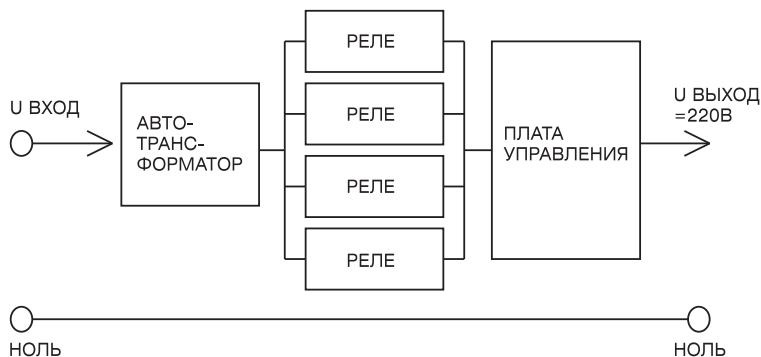 U ВХОД
АВТО-
ТРАНС-
ФОРМАТОР
РЕЛЕ
РЕЛЕ
РЕЛЕ
РЕЛЕ
ПЛАТА
УПРАВЛЕНИЯ
U ВЫХОД
=220В
НОЛЬ
НОЛЬ